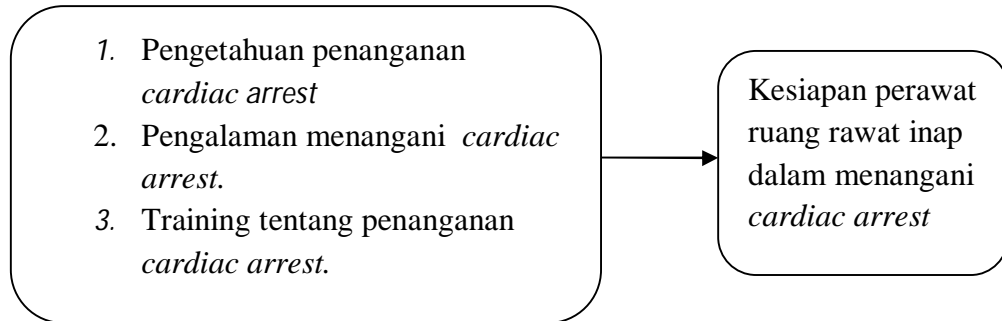 1. Pengetahuan penanganan
cardiac arrest
2. Pengalaman menangani cardiac
arrest.
3. Training tentang penanganan
cardiac arrest.
Kesiapan perawat
ruang rawat inap
dalam menangani
cardiac arrest